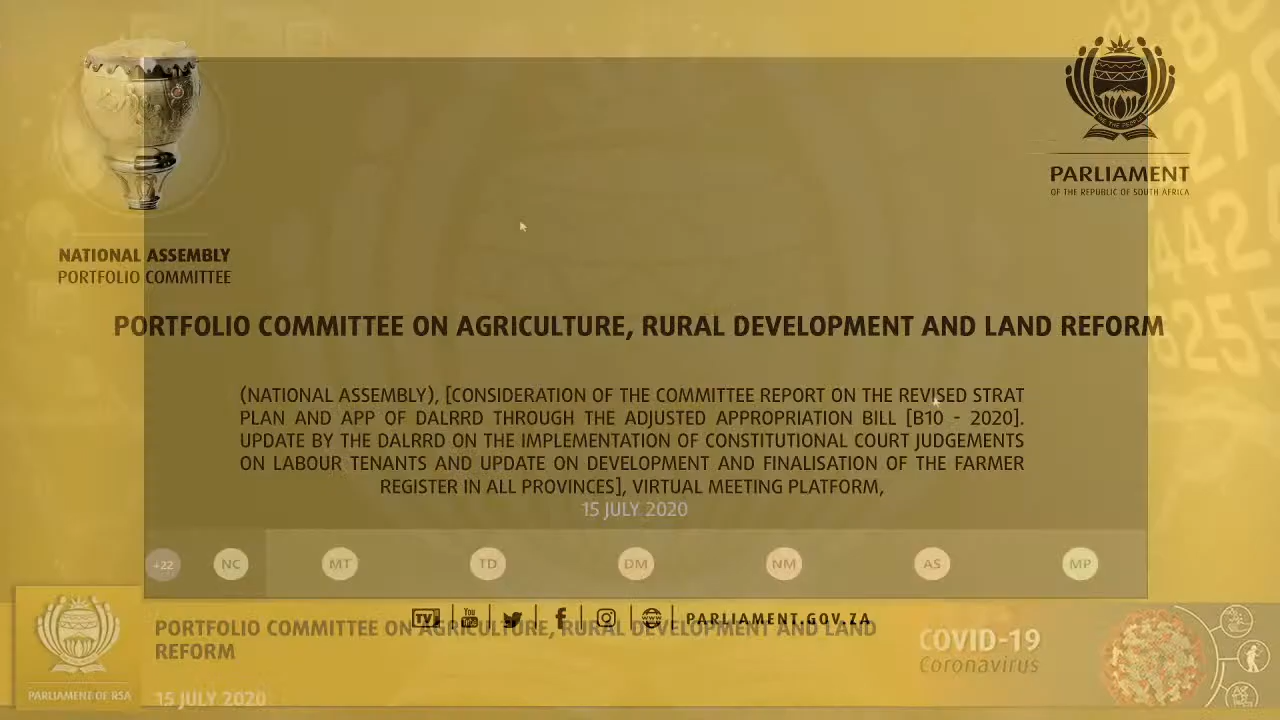 PARLIAMENT
OF THE REPUBLIC OF SOUTH AFRICA
NATIONAL ASSEMBLY
PORTFOLIO COMMITTEE
PORTFOLIO COMMITTEE ON AGRICULTURE, RURAL DEVELOPMENT AND LAND REFORM
(NATIONAL ASSEMBLY), [CONSIDERATION OF THE COMMITTEE REPORT ON THE REVISED STRAT
PLAN AND APP OF DALRRD THROUGH THE ADJUSTED APPROPRIATION BILL [B10 - 2020].
UPDATE BY THE DALRRD ON THE IMPLEMENTATION OF CONSTITUTIONAL COURT JUDGEMENTS
ON LABOUR TENANTS AND UPDATE ON DEVELOPMENT AND FINALISATION OF THE FARMER
REGISTER IN ALL PROVINCES], VIRTUAL MEETING PLATFORM,
15 JULY 2020
+22 NC MT TD DM NM AS MP
TV You Tube f www PARLIAMENT.GOV.ZA
PORTFOLIO COMMITTEE ON AGRICULTURE, RURAL DEVELOPMENT AND LAND
REFORM
COVID-19
Coronavirus
PARLIAMENT OF RSA
15 JULY 2020